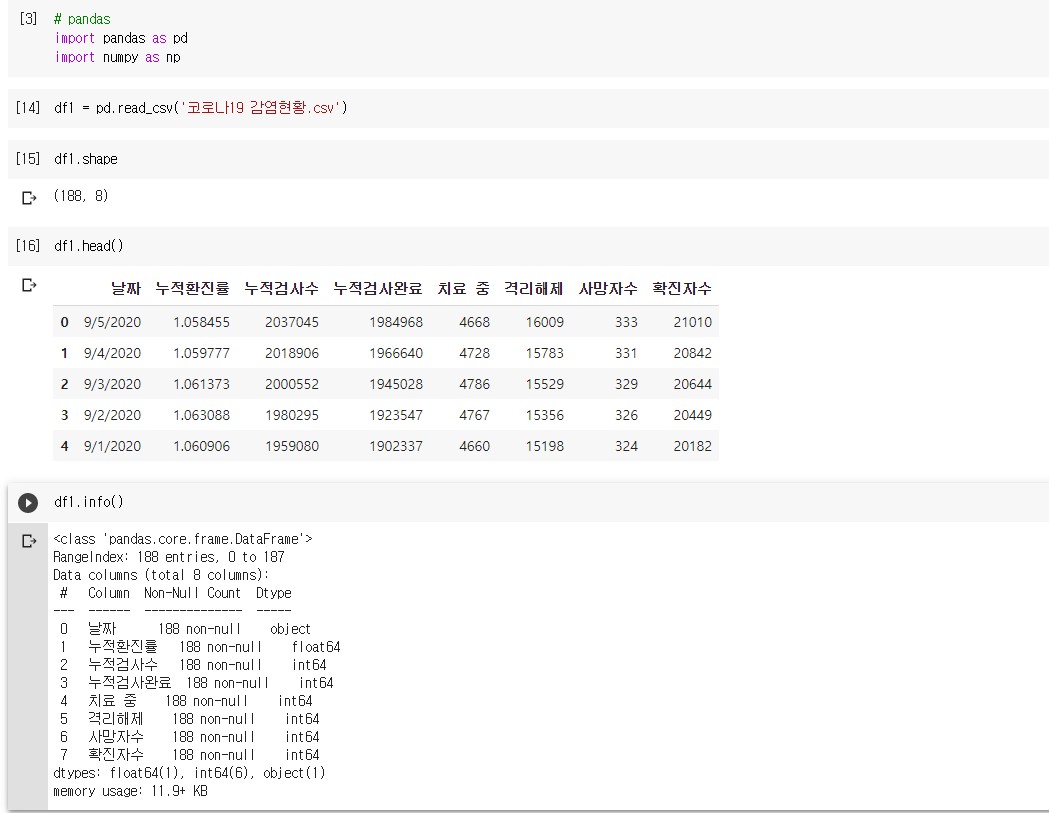 [3] # pandas
import pandas as pd
import numpy as np
[14] df1 = pd.read_csv('코로나19 감염현황.csv')
[15] df1.shape
(188, 8)
[16] df1.head()
날짜 누적환진률 누적검사수 누적검사완료 치료 중 격리해제 사망자수 확진자수
0 9/5/2020 1.058455 2037045 1984968 4668 16009 333 21010
1 9/4/2020 1.059777 2018906 1966640 4728 15783 331 20842
2 9/3/2020 1.061373 2000552 1945028 4786 15529 329 20644
3 9/2/2020 1.063088 1980295 1923547 4767 15356 326 20449
4 9/1/2020 1.060906 1959080 1902337 4660 15198 324 20182
df1.info()
<class 'pandas.core.frame.DataFrame'>
RangeIndex: 188 entries, 0 to 187
Data columns (total 8 columns):
# Column Non-Null Count Dtype
--- ------ -------------- -----
0 날짜 188 non-null object
1 누적환진률 188 non-null float64
2 누적검사수 188 non-null int64
3 누적검사완료 188 non-null int64
4 치료 중 188 non-null int64
5 격리해제 188 non-null int64
6 사망자수 188 non-null int64
7 확진자수 188 non-null int64
dtypes: float64(1), int64(6), object(1)
memory usage: 11.9+ KB